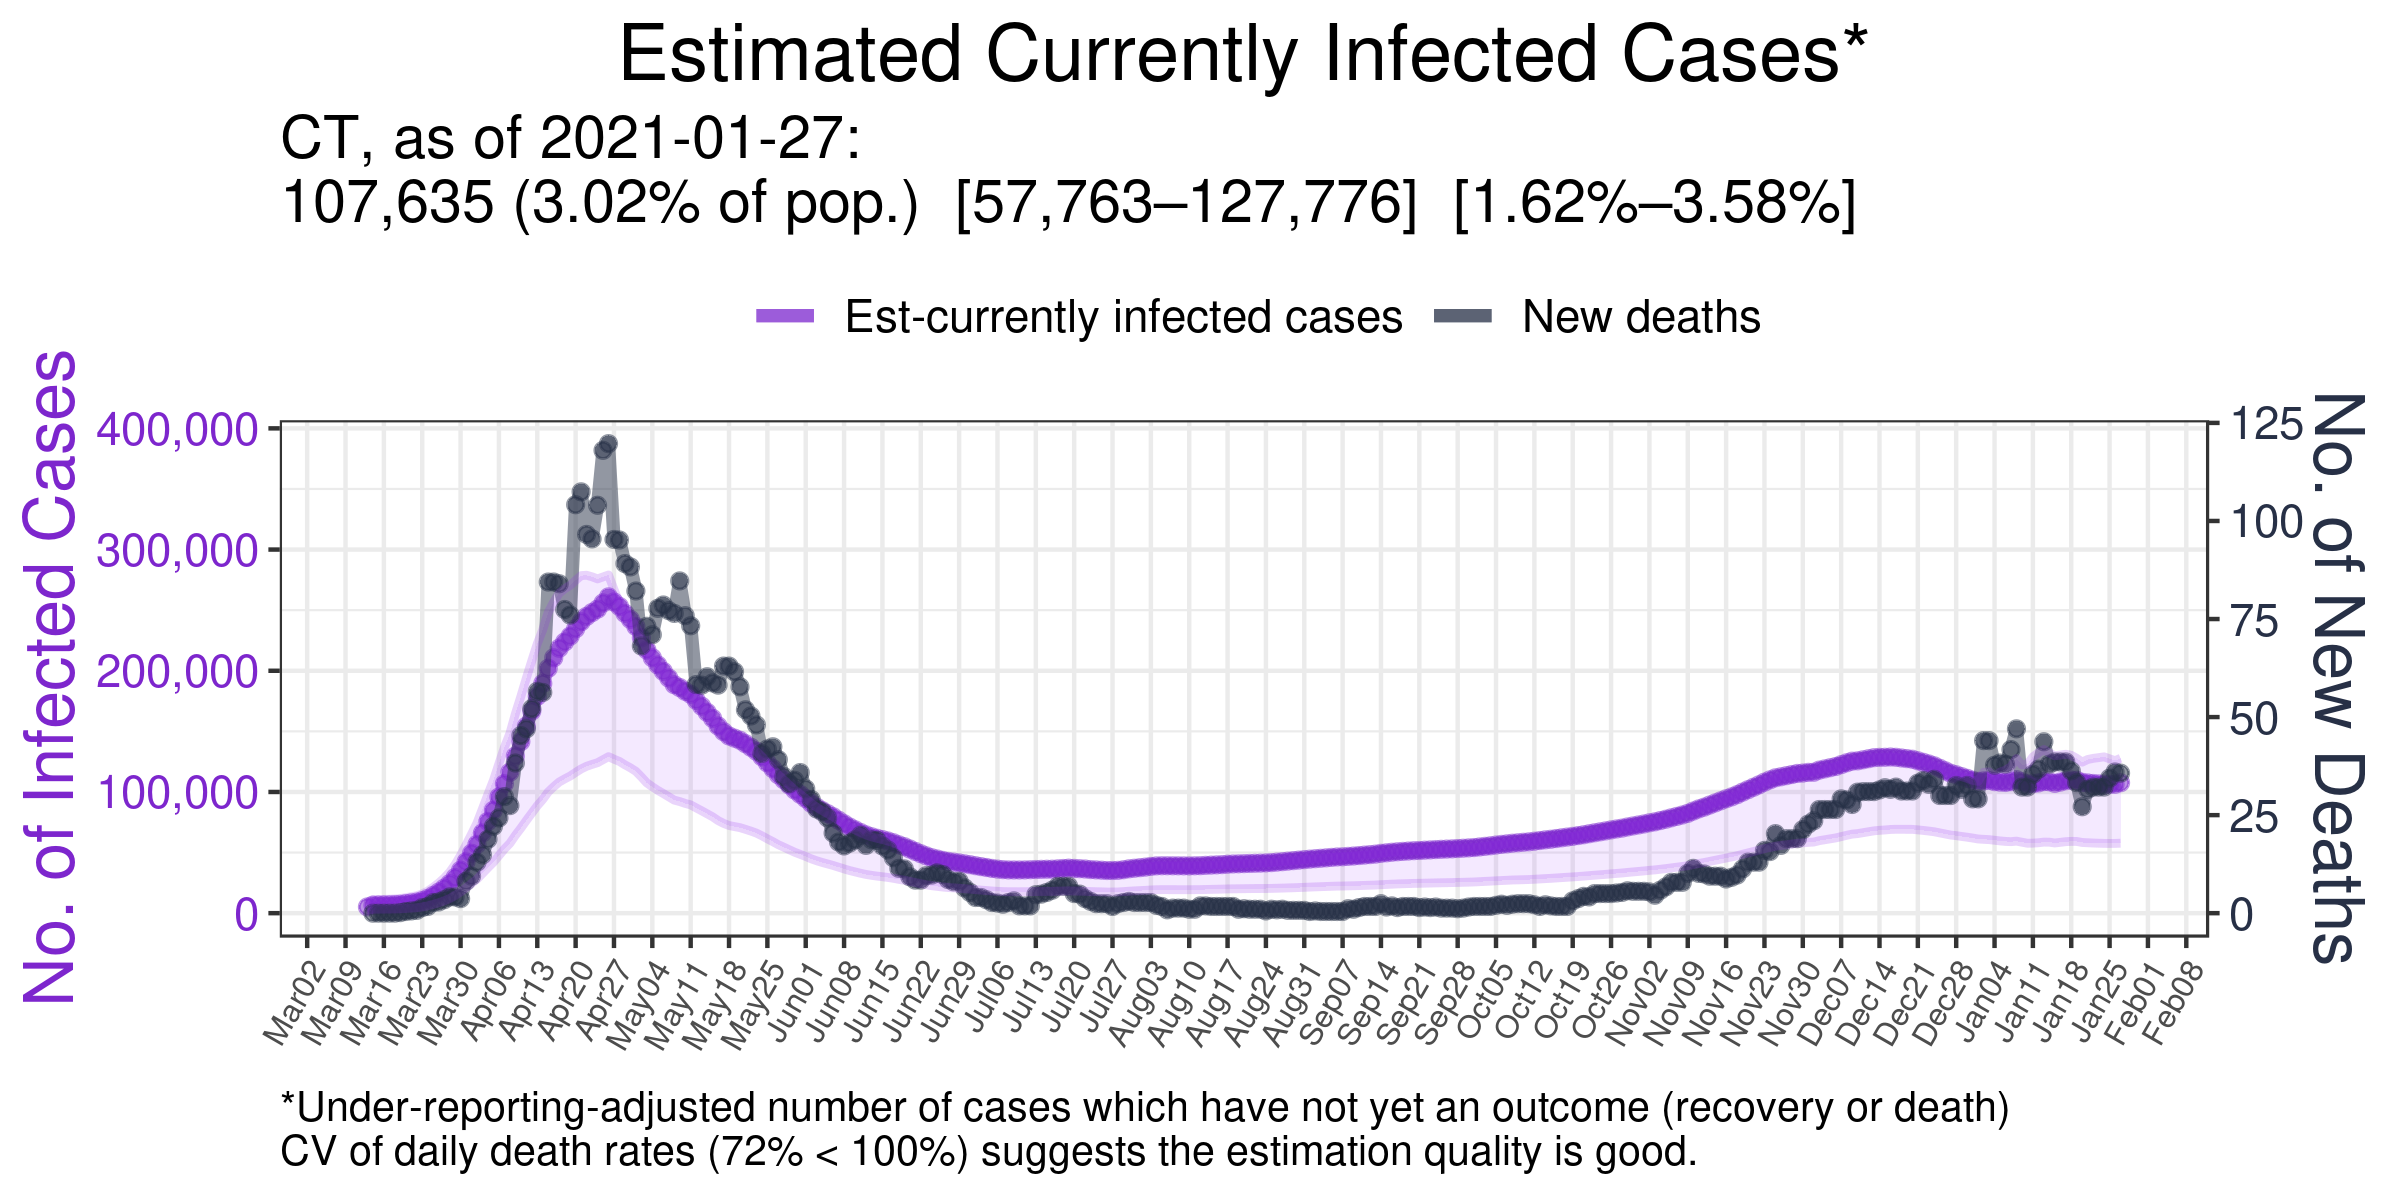 Estimated Currently Infected Cases*
CT, as of 2021-01-27:
107,635 (3.02% of pop.) [57,763–127,776] [1.62%–3.58%]
Est-currently infected cases
New deaths
No. of Infected Cases
400,000
300,000
200,000
100,000
0
125
100
75
50
25
0
No. of New Deaths
Mar02
Mar09
Mar16
Mar23
Mar30
Apr06
Apr13
Apr20
Apr27
May04
May11
May18
May25
Jun01
Jun08
Jun15
Jun22
Jun29
Jul06
Jul13
Jul20
Jul27
Aug03
Aug10
Aug17
Aug24
Aug31
Sep07
Sep14
Sep21
Sep28
Oct05
Oct12
Oct19
Oct26
Nov02
Nov09
Nov16
Nov23
Nov30
Dec07
Dec14
Dec21
Dec28
Jan04
Jan11
Jan18
Jan25
Feb01
Feb08
*Under-reporting-adjusted number of cases which have not yet an outcome (recovery or death)
CV of daily death rates (72% < 100%) suggests the estimation quality is good.